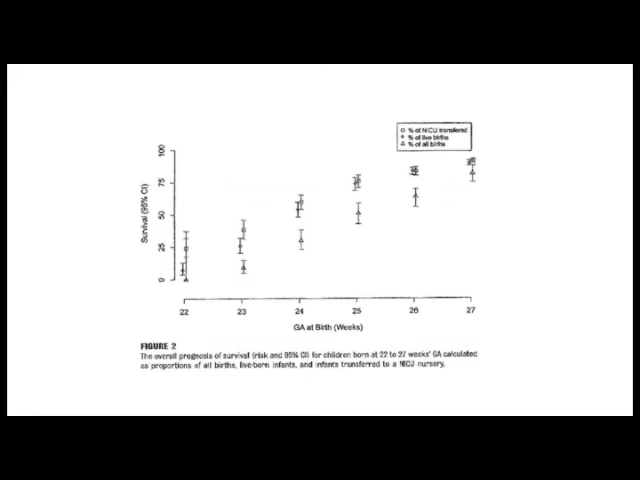 % of NICU transferred
% of live births
% of all births
Survival (95% CI)
100
75
50
25
0
22 23 24 25 26 27
GA at Birth (Weeks)
FIGURE 2
The overall prognosis of survival (risk and 95% CI) for children born at 22 to 27 weeks' GA calculated
as proportions of all births, live-born infants, and infants transferred to a NICU nursery.